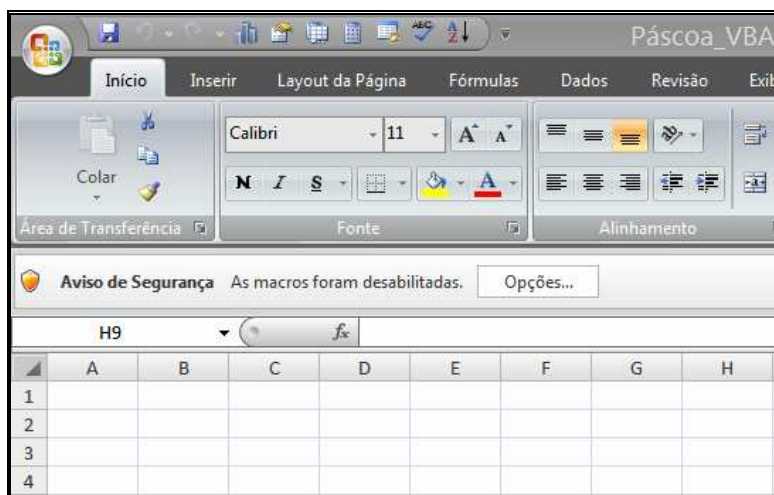 Páscoa_VBA
Início Inserir Layout da Página Fórmulas Dados Revisão Exib
Calibri 11 A A
Colar N I S A
Área de Transferência Fonte Alinhamento
Aviso de Segurança As macros foram desabilitadas. Opções...
H9 fx
A B C D E F G H
1
2
3
4